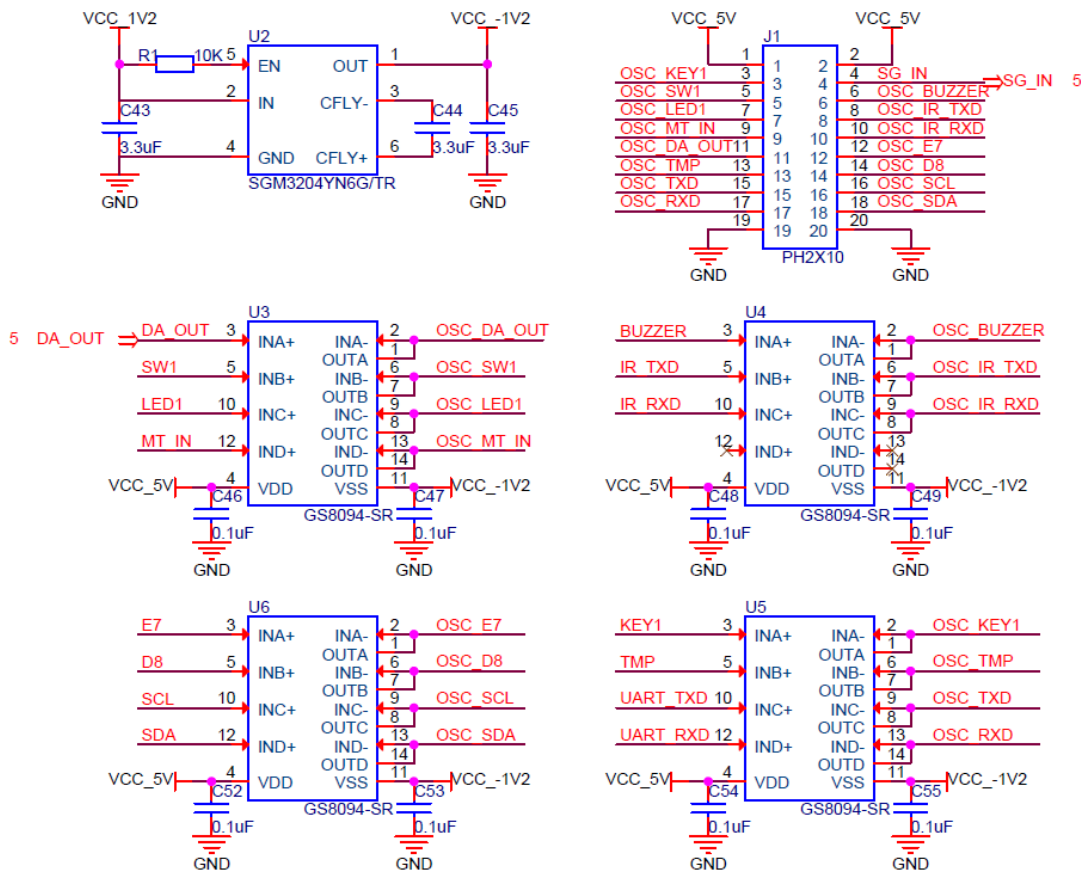 VCC_1V2 VCC_-1V2 VCC_5V VCC_5V
U2 J1
R1 10K 5 EN OUT 1 1 1 2 2
OSC_KEY1 3 3 4 4 SG_IN SG_IN 5
2 IN CFLY- 3 OSC_SW1 5 5 6 6 OSC_BUZZER
C43 C44 C45 OSC_LED1 7 7 8 8 OSC_IR_TXD
3.3uF 3.3uF 3.3uF OSC_MT_IN 9 9 10 10 OSC_IR_RXD
4 GND CFLY+ 6 OSC_DA_OUT 11 11 12 12 OSC_E7
SGM3204YN6G/TR OSC_TMP 13 13 14 14 OSC_D8
OSC_TXD 15 15 16 16 OSC_SCL
GND GND OSC_RXD 17 17 18 18 OSC_SDA
19 19 20 20
PH2X10
GND GND
U3 U4
5 DA_OUT DA_OUT 3 INA+ INA- 2 OSC_DA_OUT BUZZER 3 INA+ INA- 2 OSC_BUZZER
OUTA 1 OUTA 1
SW1 5 INB+ INB- 6 OSC_SW1 IR_TXD 5 INB+ INB- 6 OSC_IR_TXD
OUTB 7 OUTB 7
LED1 10 INC+ INC- 9 OSC_LED1 IR_RXD 10 INC+ INC- 9 OSC_IR_RXD
OUTC 8 OUTC 8
MT_IN 12 IND+ IND- 13 OSC_MT_IN 12 IND+ IND- 13
OUTD 14 OUTD 14
VCC_5V 4 VDD VSS 11 VCC_-1V2 VCC_5V 4 VDD VSS 11 VCC_-1V2
C46 C47 C48 C49
GS8094-SR GS8094-SR
0.1uF 0.1uF 0.1uF 0.1uF
GND GND GND GND
U6 U5
E7 3 INA+ INA- 2 OSC_E7 KEY1 3 INA+ INA- 2 OSC_KEY1
OUTA 1 OUTA 1
D8 5 INB+ INB- 6 OSC_D8 TMP 5 INB+ INB- 6 OSC_TMP
OUTB 7 OUTB 7
SCL 10 INC+ INC- 9 OSC_SCL UART_TXD 10 INC+ INC- 9 OSC_TXD
OUTC 8 OUTC 8
SDA 12 IND+ IND- 13 OSC_SDA UART_RXD 12 IND+ IND- 13 OSC_RXD
OUTD 14 OUTD 14
VCC_5V 4 VDD VSS 11 VCC_-1V2 VCC_5V 4 VDD VSS 11 VCC_-1V2
C52 C53 C54 C55
GS8094-SR GS8094-SR
0.1uF 0.1uF 0.1uF 0.1uF
GND GND GND GND